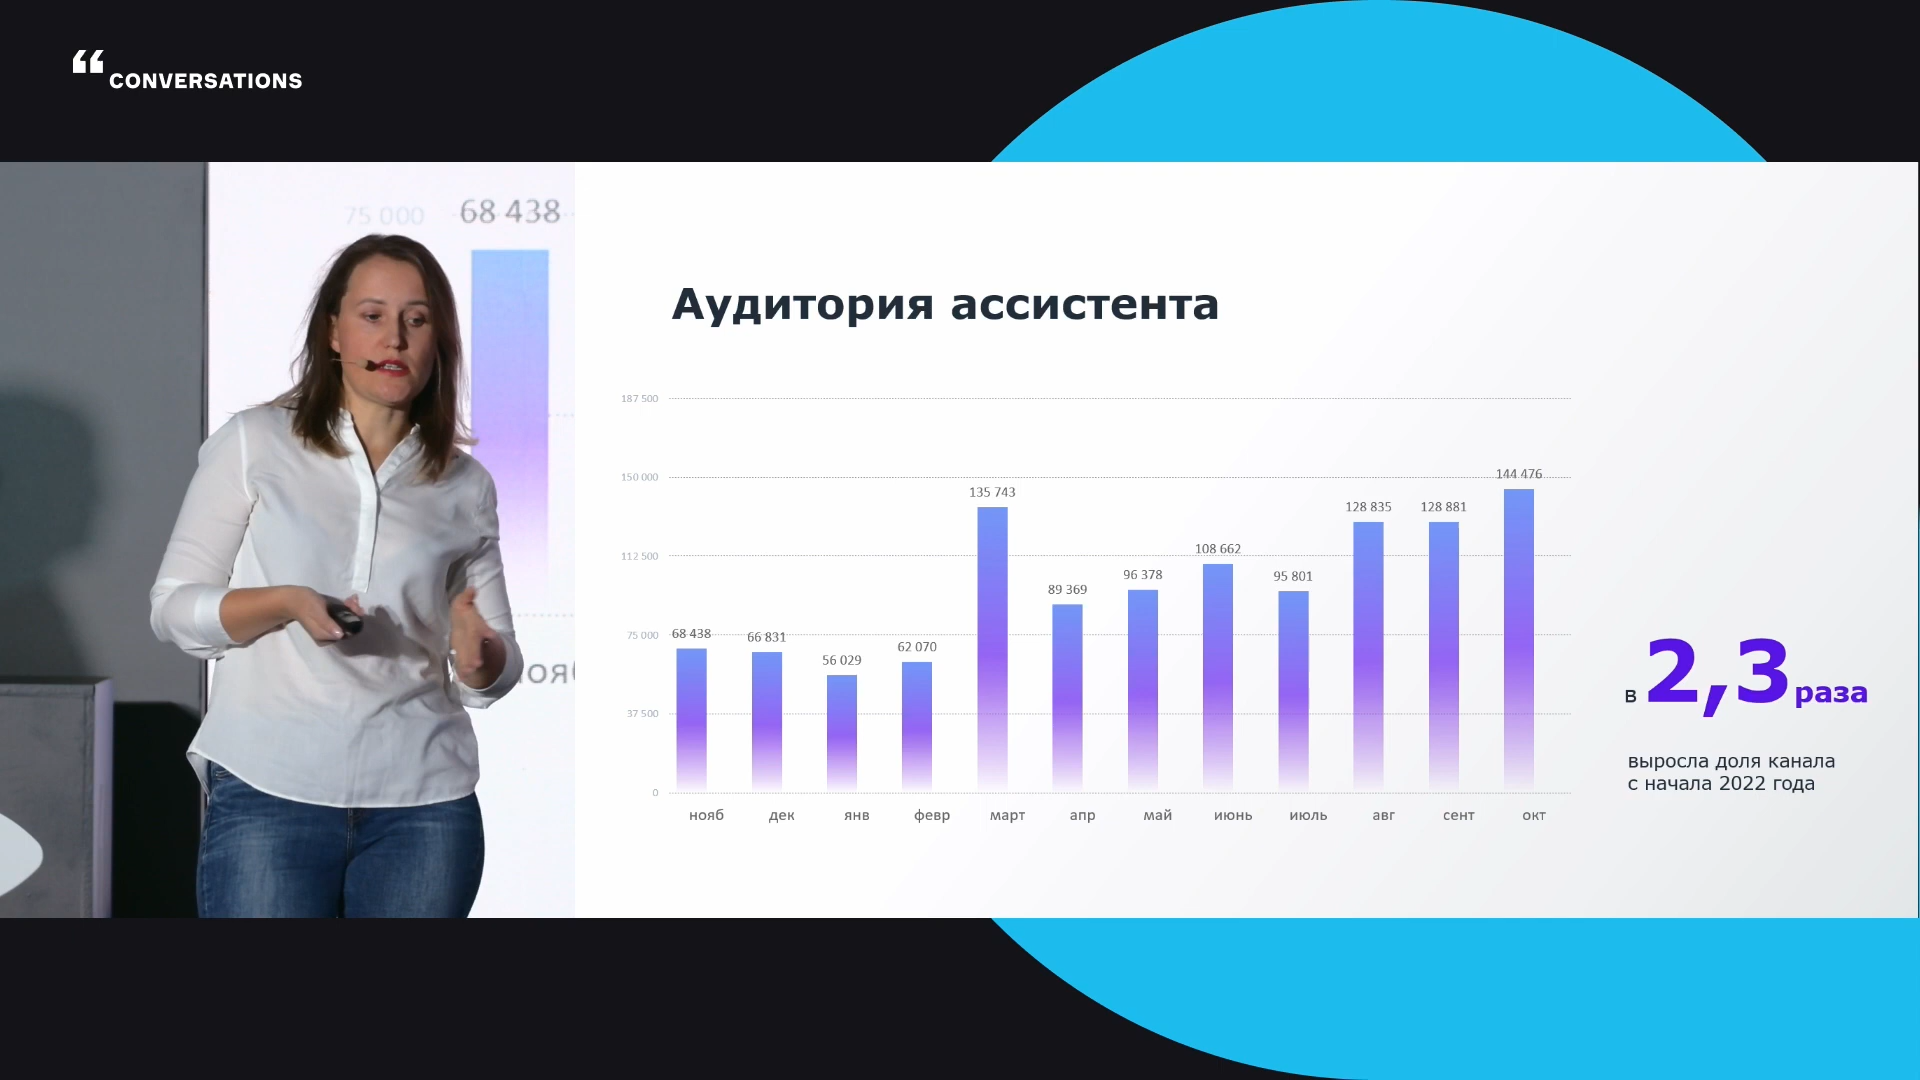 CONVERSATIONS
75 000 68 438
нояб
Аудитория ассистента
187 500
150 000
112 500
75 000
37 500
0
68 438
66 831
56 029
62 070
135 743
89 369
96 378
108 662
95 801
128 835
128 881
144 476
нояб дек янв февр март апр май июнь июль авг сент окт
в 2,3 раза
выросла доля канала
с начала 2022 года